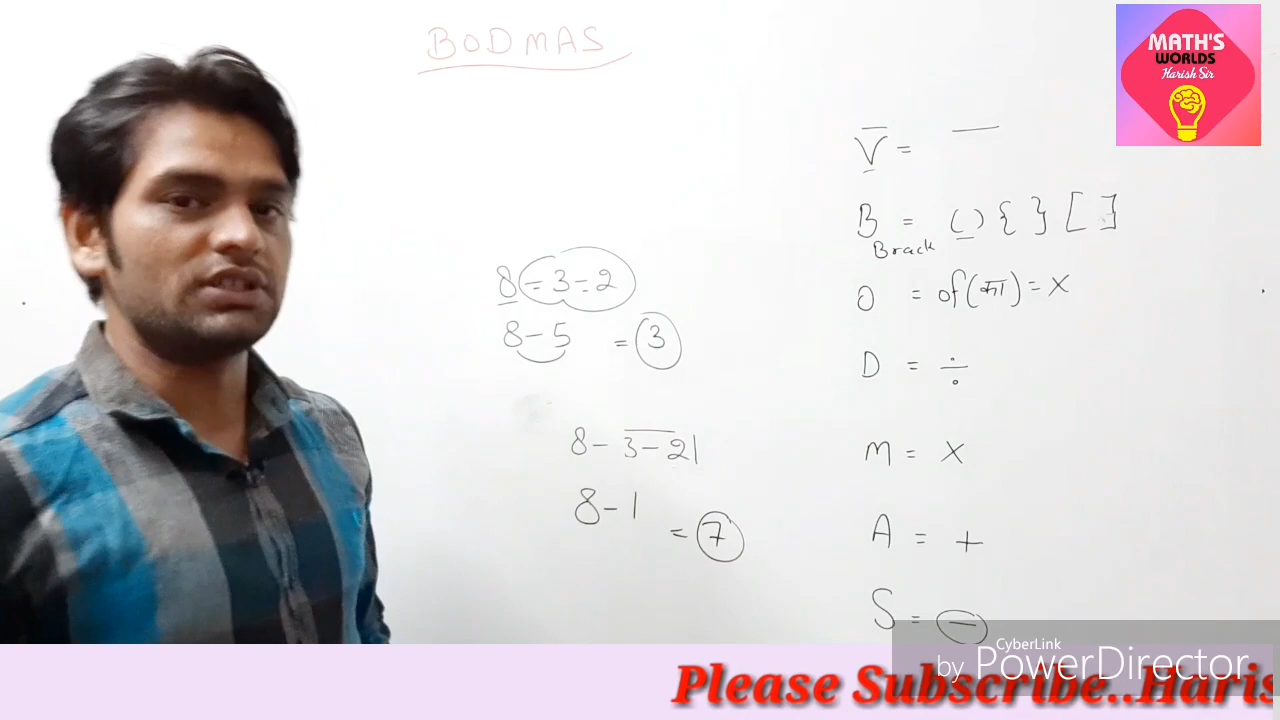 BODMAS
MATH'S
WORLDS
Harish Sir
V̅ = —
B = () { } [ ]
Brack
O = of (का) = ×
D = ÷
M = ×
A = +
S = −
8 − 3 − 2
8 − 5 = 3
8 − 3̅ ̅−̅ ̅2̅|
8 − 1 = 7
CyberLink
by PowerDirector
Please Subscribe..Haris